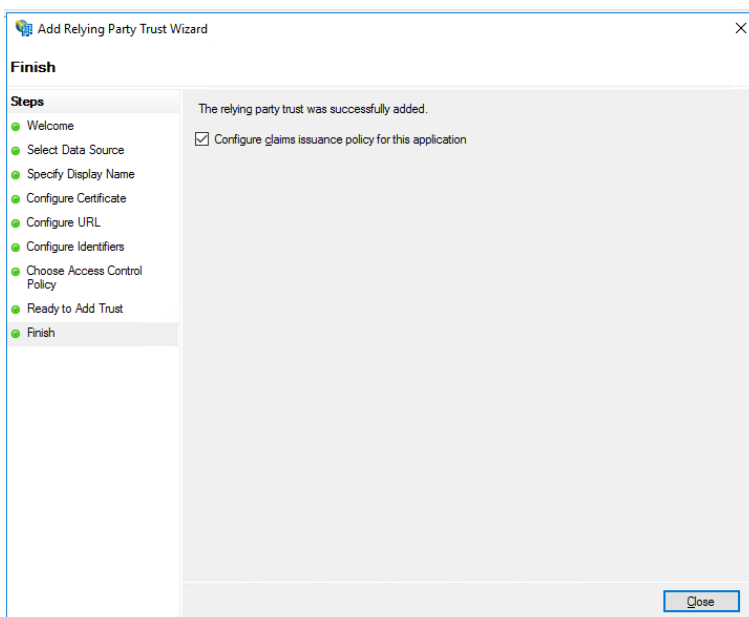 Add Relying Party Trust Wizard
Finish
Steps
Welcome
Select Data Source
Specify Display Name
Configure Certificate
Configure URL
Configure Identifiers
Choose Access Control
Policy
Ready to Add Trust
Finish
The relying party trust was successfully added.
Configure claims issuance policy for this application
Close